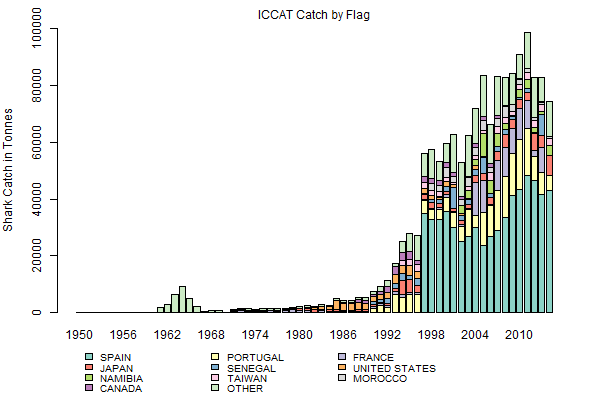 ICCAT Catch by Flag
Shark Catch in Tonnes
100000
80000
60000
40000
20000
0
1950 1956 1962 1968 1974 1980 1986 1992 1998 2004 2010
SPAIN PORTUGAL FRANCE
JAPAN SENEGAL UNITED STATES
NAMIBIA TAIWAN MOROCCO
CANADA OTHER